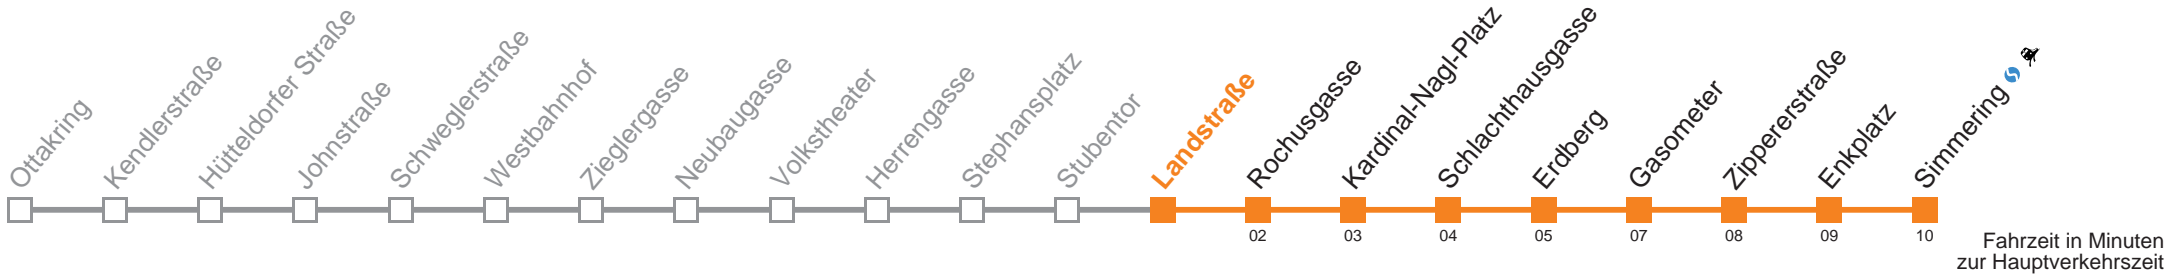 Ottakring
Kendlerstraße
Hütteldorfer Straße
Johnstraße
Schweglerstraße
Westbahnhof
Zieglergasse
Neubaugasse
Volkstheater
Herrengasse
Stephansplatz
Stubentor
Landstraße
Rochusgasse
Kardinal-Nagl-Platz
Schlachthausgasse
Erdberg
Gasometer
Zippererstraße
Enkplatz
Simmering
02
03
04
05
07
08
09
10
Fahrzeit in Minuten
zur Hauptverkehrszeit